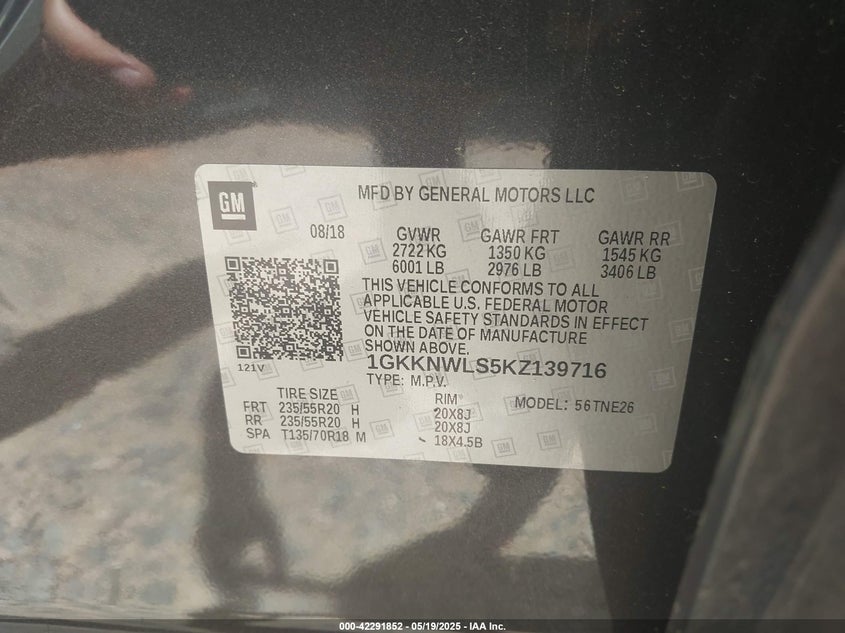 GM
MFD BY GENERAL MOTORS LLC
08/18 GVWR GAWR FRT GAWR RR
2722 KG 1350 KG 1545 KG
6001 LB 2976 LB 3406 LB
THIS VEHICLE CONFORMS TO ALL
APPLICABLE U.S. FEDERAL MOTOR
VEHICLE SAFETY STANDARDS IN EFFECT
ON THE DATE OF MANUFACTURE
SHOWN ABOVE.
121V
1GKKNWLS5KZ139716
TYPE: M.P.V.
TIRE SIZE RIM MODEL: 56TNE26
FRT 235/55R20 H 20X8J
RR 235/55R20 H 20X8J
SPA T135/70R18 M 18X4.5B
000-42291852 - 05/19/2025 - IAA Inc.